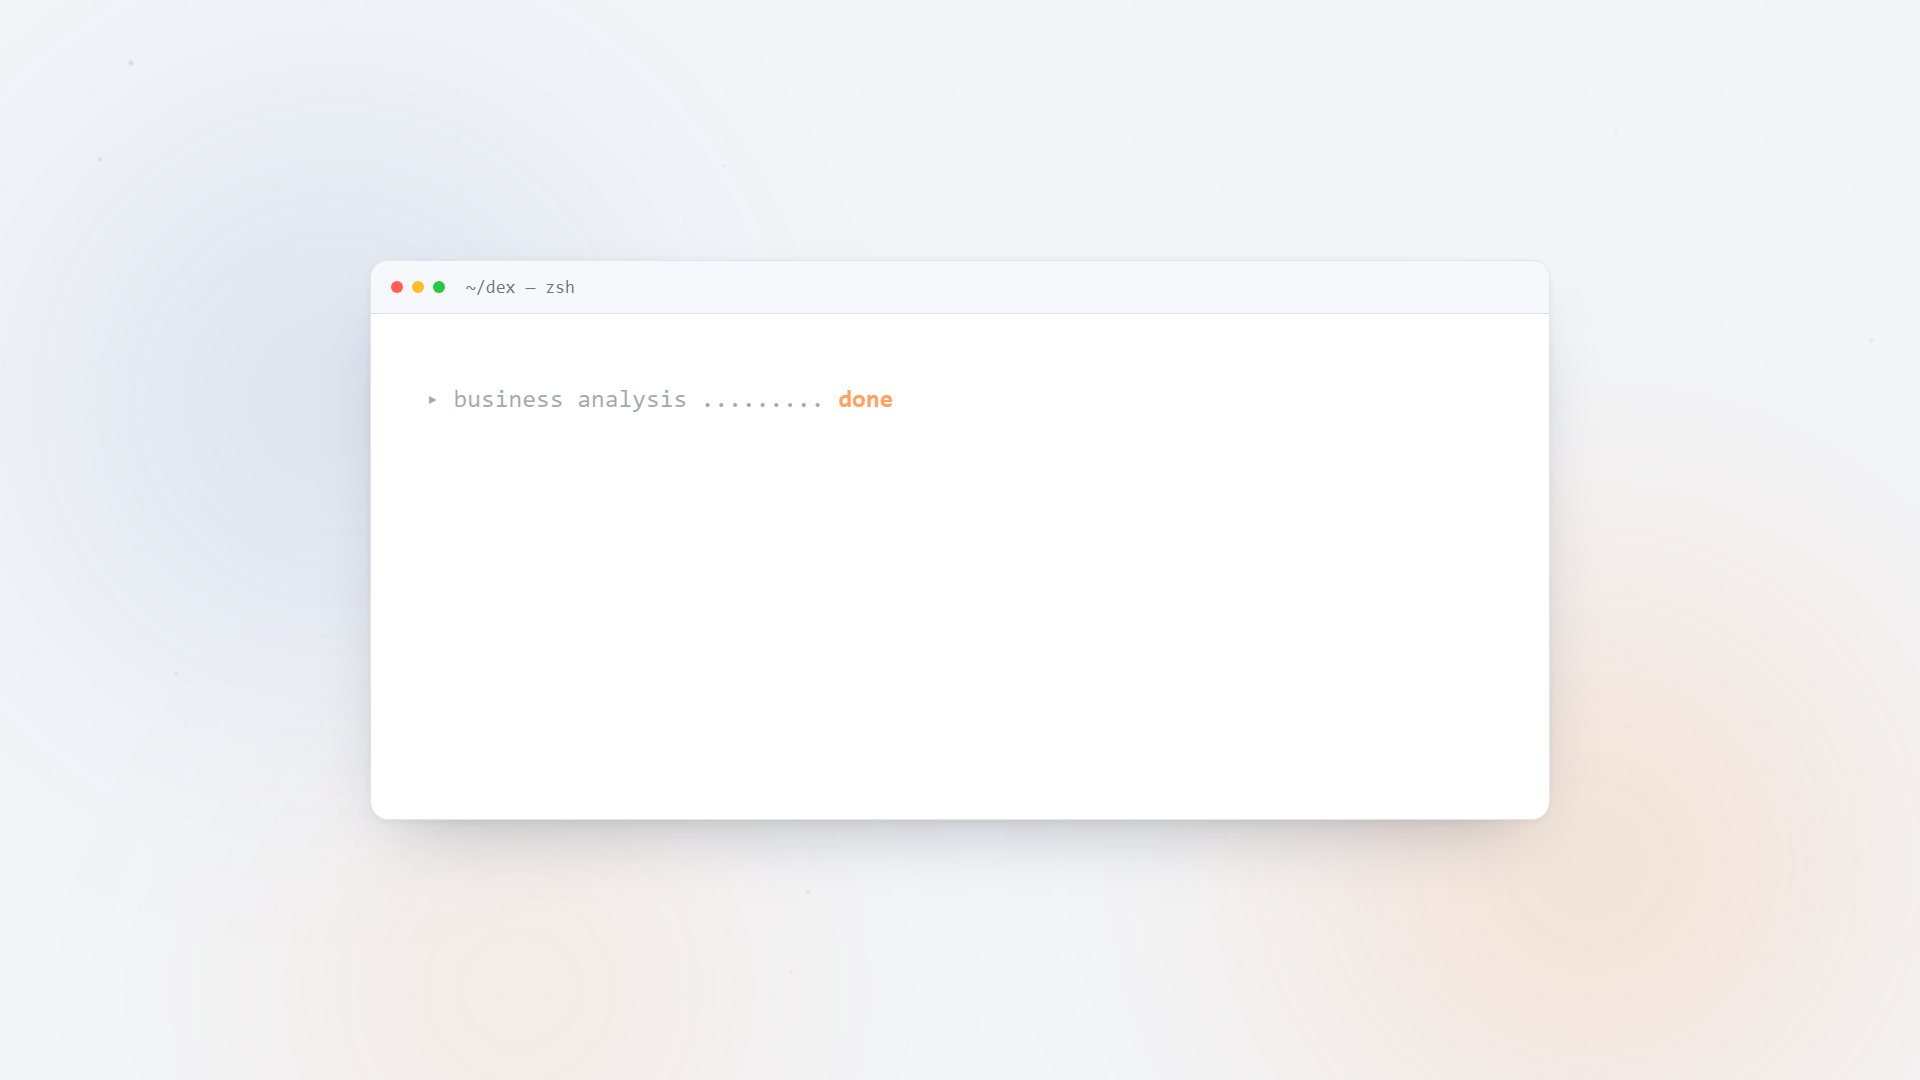 ~/dex — zsh
▸ business analysis ......... done